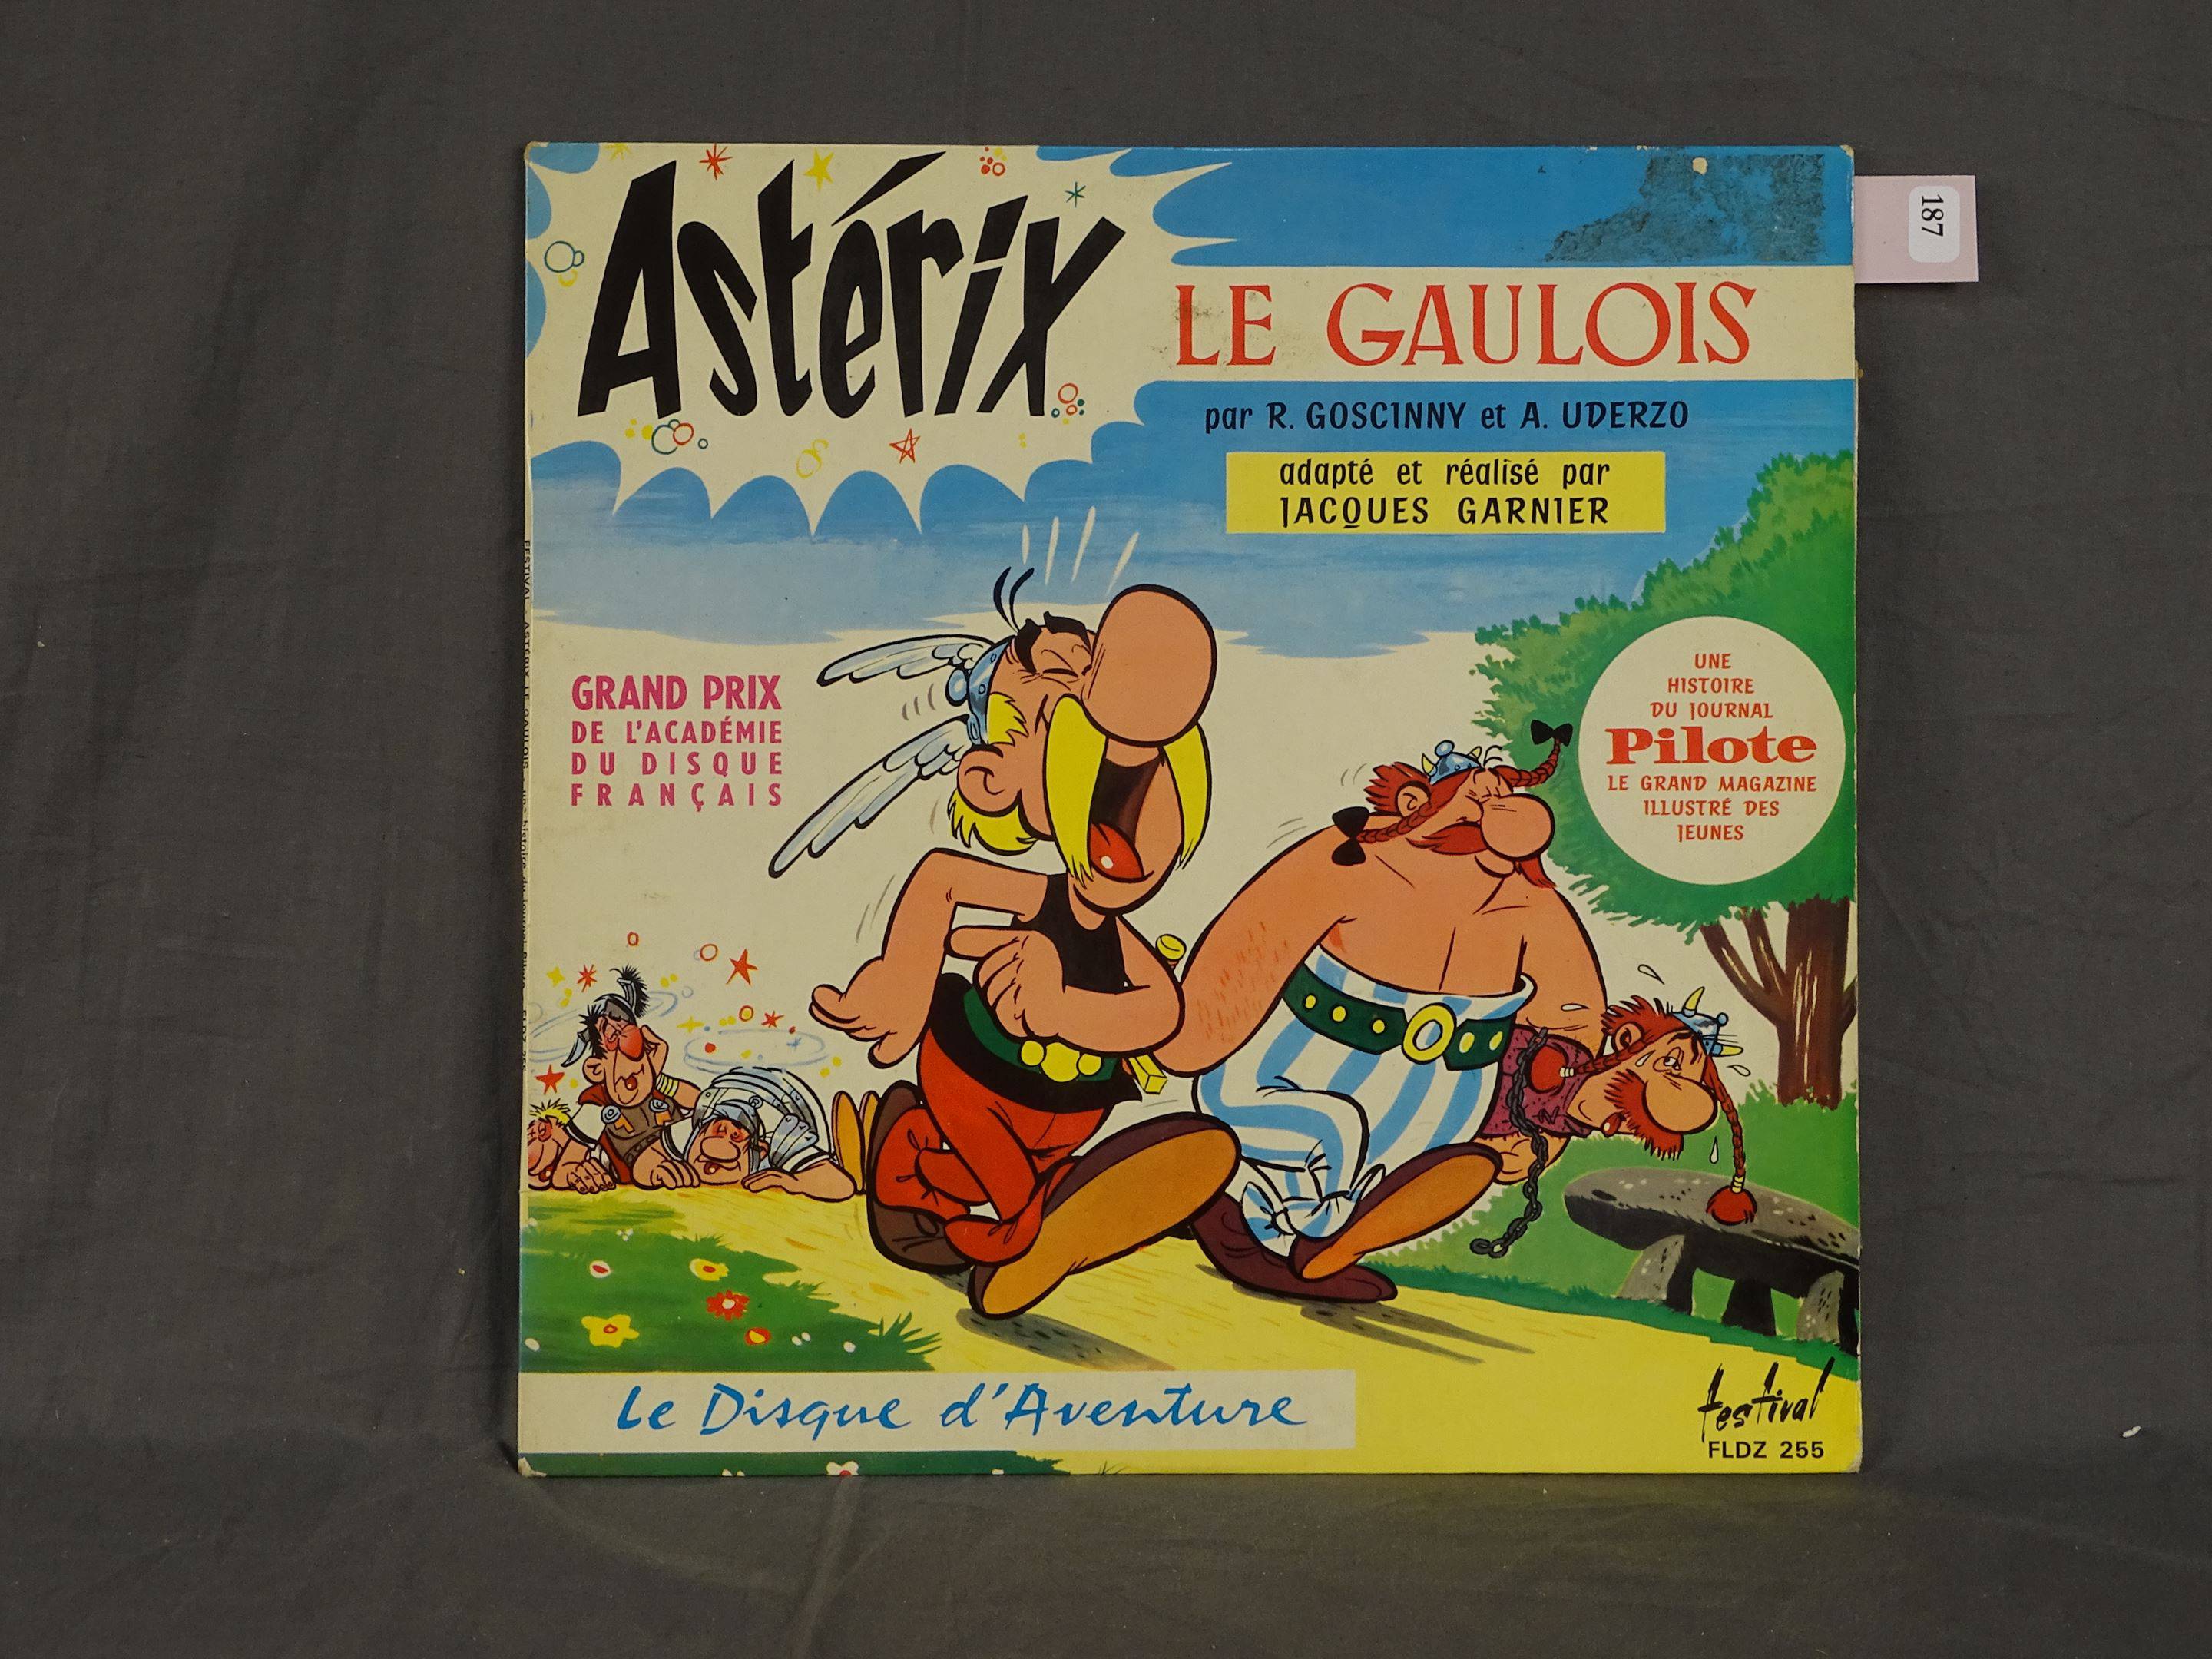 Astérix
LE GAULOIS
par R. GOSCINNY et A. UDERZO
adapté et réalisé par
JACQUES GARNIER
187
GRAND PRIX
DE L'ACADÉMIE
DU DISQUE
FRANÇAIS
UNE
HISTOIRE
DU JOURNAL
Pilote
LE GRAND MAGAZINE
ILLUSTRÉ DES
JEUNES
Le Disque d'Aventure
festival
FLDZ 255